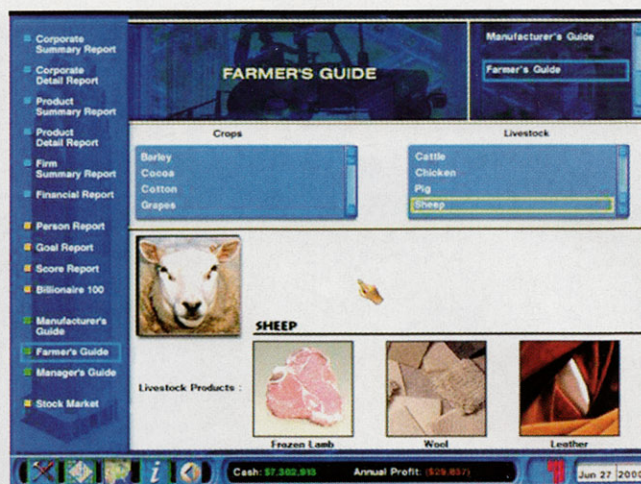 Corporate
Summary Report
Corporate
Detail Report
Product
Summary Report
Product
Detail Report
Firm
Summary Report
Financial Report
Person Report
Goal Report
Score Report
Billionaire 100
Manufacturer's
Guide
Farmer's Guide
Manager's Guide
Stock Market
FARMER'S GUIDE
Manufacturer's Guide
Farmer's Guide
Crops
Barley
Cocoa
Cotton
Grapes
Livestock
Cattle
Chicken
Pig
Sheep
SHEEP
Livestock Products :
Frozen Lamb
Wool
Leather
i
Cash: $7,362,913
Annual Profit: ($29,837)
Jun 27 2000